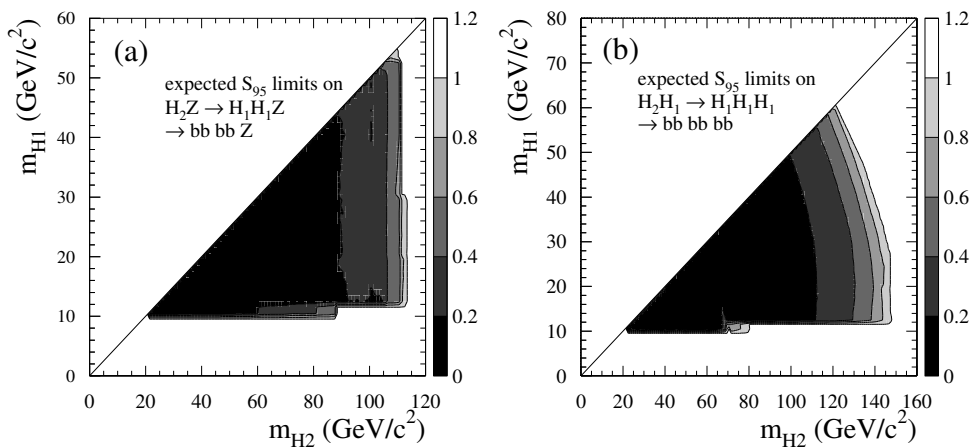 (a)
expected S₉₅ limits on
H₂Z → H₁H₁Z
→ bb bb Z
m_H1 (GeV/c²)
60
50
40
30
20
10
0
0 20 40 60 80 100 120
m_H2 (GeV/c²)
1.2
1
0.8
0.6
0.4
0.2
0
(b)
expected S₉₅ limits on
H₂H₁ → H₁H₁H₁
→ bb bb bb
m_H1 (GeV/c²)
80
70
60
50
40
30
20
10
0
0 20 40 60 80 100 120 140 160
m_H2 (GeV/c²)
1.2
1
0.8
0.6
0.4
0.2
0